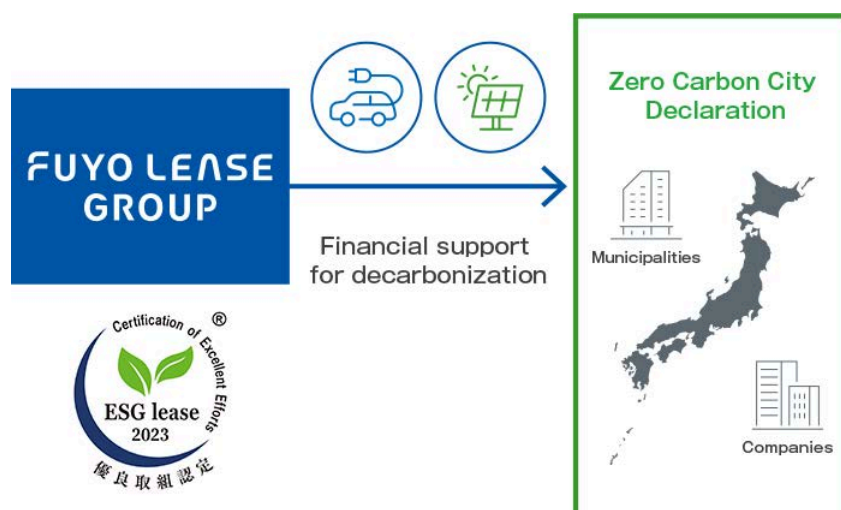 FUYO LEASE
GROUP
Financial support
for decarbonization
Zero Carbon City
Declaration
Municipalities
Companies
Certification of Excellent Efforts
®
ESG lease
2023
優良取組認定